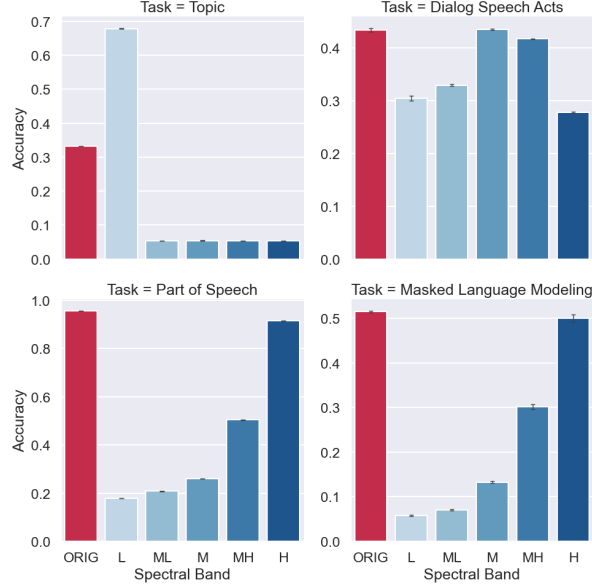 Task = Topic
Task = Dialog Speech Acts
0.7
0.6
0.5
0.4
0.3
0.2
0.1
0.0
Accuracy
0.4
0.3
0.2
0.1
0.0
Task = Part of Speech
Task = Masked Language Modeling
1.0
0.8
0.6
0.4
0.2
0.0
Accuracy
0.5
0.4
0.3
0.2
0.1
0.0
ORIG L ML M MH H
Spectral Band
ORIG L ML M MH H
Spectral Band